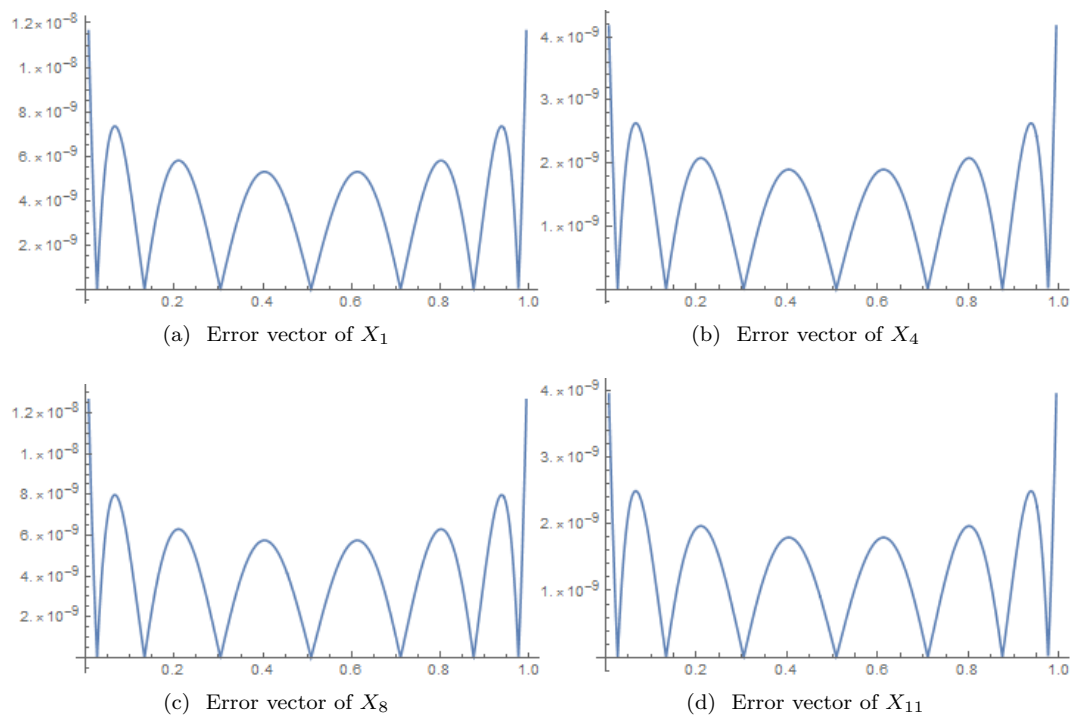 1.2×10⁻⁸
1.×10⁻⁸
8.×10⁻⁹
6.×10⁻⁹
4.×10⁻⁹
2.×10⁻⁹
0.2 0.4 0.6 0.8 1.0
(a) Error vector of X₁
4.×10⁻⁹
3.×10⁻⁹
2.×10⁻⁹
1.×10⁻⁹
0.2 0.4 0.6 0.8 1.0
(b) Error vector of X₄
1.2×10⁻⁸
1.×10⁻⁸
8.×10⁻⁹
6.×10⁻⁹
4.×10⁻⁹
2.×10⁻⁹
0.2 0.4 0.6 0.8 1.0
(c) Error vector of X₈
4.×10⁻⁹
3.×10⁻⁹
2.×10⁻⁹
1.×10⁻⁹
0.2 0.4 0.6 0.8 1.0
(d) Error vector of X₁₁